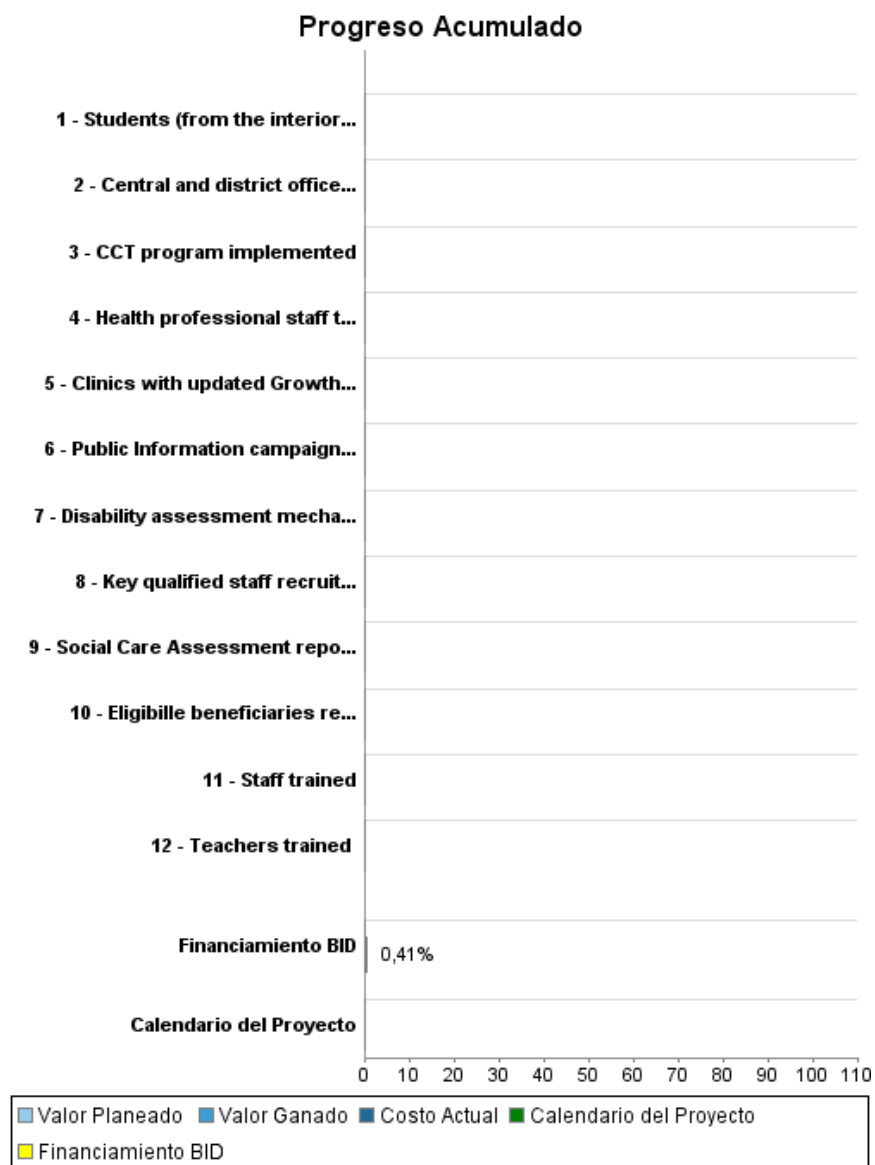 Progreso Acumulado
1 - Students (from the interior...
2 - Central and district office...
3 - CCT program implemented
4 - Health professional staff t...
5 - Clinics with updated Growth...
6 - Public Information campaign...
7 - Disability assessment mecha...
8 - Key qualified staff recruit...
9 - Social Care Assessment repo...
10 - Eligibille beneficiaries re...
11 - Staff trained
12 - Teachers trained
Financiamiento BID 0,41%
Calendario del Proyecto
0 10 20 30 40 50 60 70 80 90 100 110
Valor Planeado Valor Ganado Costo Actual Calendario del Proyecto
Financiamiento BID